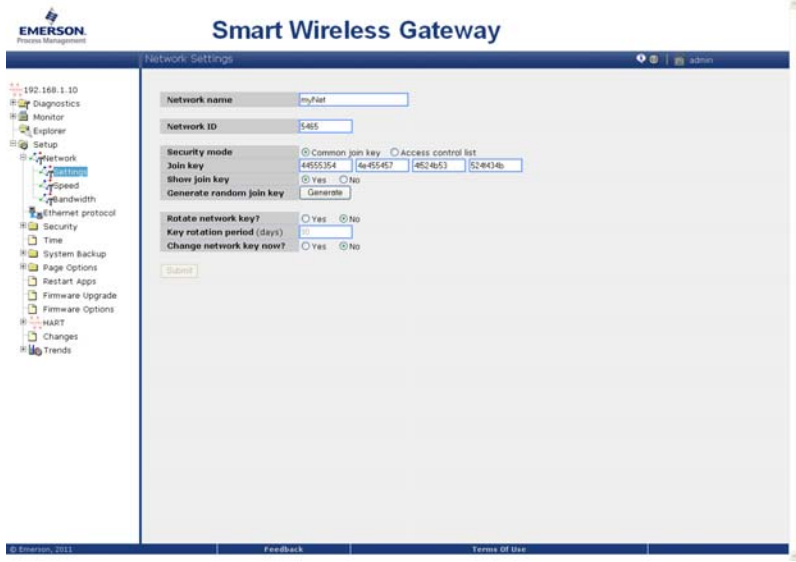 EMERSON.
Process Management
Smart Wireless Gateway
Network Settings
admin
192.168.1.10
Diagnostics
Monitor
Explorer
Setup
Network
Settings
Speed
Bandwidth
Ethernet protocol
Security
Time
System Backup
Page Options
Restart Apps
Firmware Upgrade
Firmware Options
HART
Changes
Trends
Network name myNet
Network ID 5465
Security mode Common join key Access control list
Join key 44555354 4e455457 4f524b53 524f434b
Show join key Yes No
Generate random join key Generate
Rotate network key? Yes No
Key rotation period (days) 30
Change network key now? Yes No
Submit
© Emerson, 2011 Feedback Terms Of Use